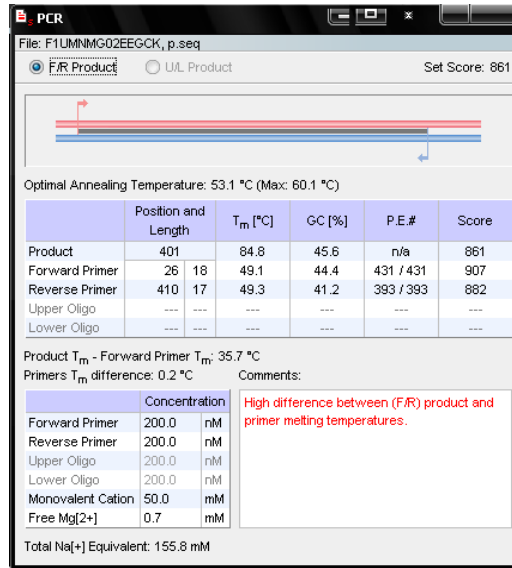 PCR
File: F1UMNMG02EEGCK, p.seq
F/R Product U/L Product Set Score: 861
Optimal Annealing Temperature: 53.1 °C (Max: 60.1 °C)
Position and Length Tm [°C] GC [%] P.E.# Score
Product 401 84.8 45.6 n/a 861
Forward Primer 26 18 49.1 44.4 431 / 431 907
Reverse Primer 410 17 49.3 41.2 393 / 393 882
Upper Oligo --- --- --- --- --- ---
Lower Oligo --- --- --- --- --- ---
Product Tm - Forward Primer Tm: 35.7 °C
Primers Tm difference: 0.2 °C Comments:
Concentration
Forward Primer 200.0 nM
Reverse Primer 200.0 nM
Upper Oligo 200.0 nM
Lower Oligo 200.0 nM
Monovalent Cation 50.0 mM
Free Mg[2+] 0.7 mM
High difference between (F/R) product and
primer melting temperatures.
Total Na[+] Equivalent: 155.8 mM